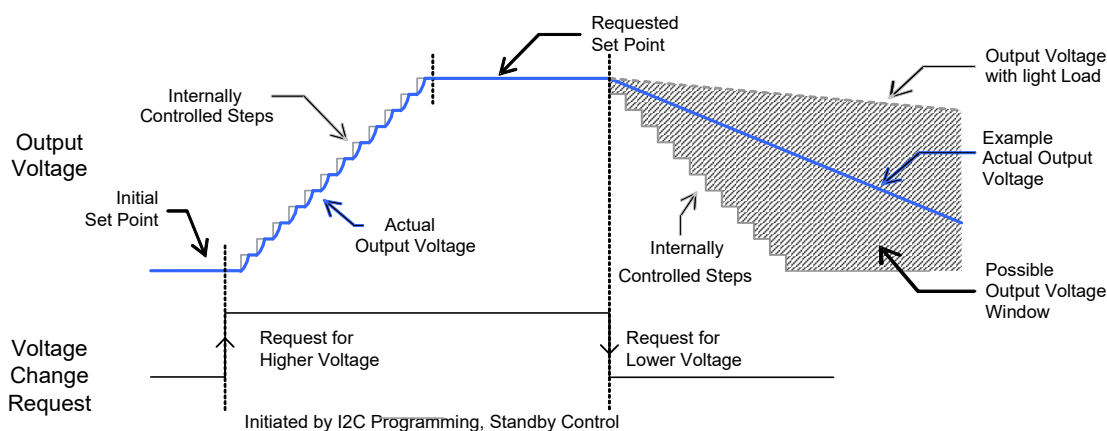 Requested
Set Point
Output Voltage
with light Load
Internally
Controlled Steps
Output
Voltage
Example
Actual Output
Voltage
Initial
Set Point
Actual
Output Voltage
Internally
Controlled Steps
Possible
Output Voltage
Window
Voltage
Change
Request
Request for
Higher Voltage
Request for
Lower Voltage
Initiated by I2C Programming, Standby Control